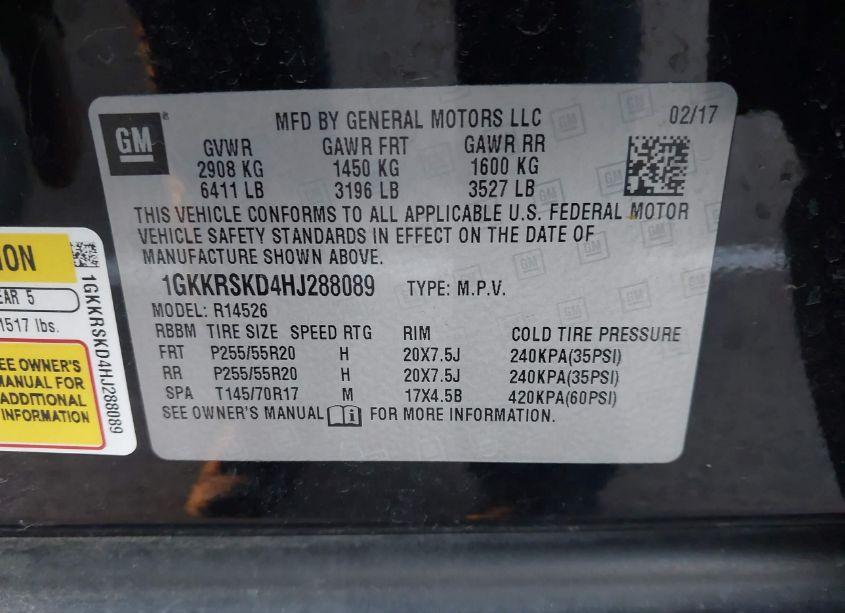 GM
MFD BY GENERAL MOTORS LLC
02/17
GVWR GAWR FRT GAWR RR
2908 KG 1450 KG 1600 KG
6411 LB 3196 LB 3527 LB
THIS VEHICLE CONFORMS TO ALL APPLICABLE U.S. FEDERAL MOTOR
VEHICLE SAFETY STANDARDS IN EFFECT ON THE DATE OF
MANUFACTURE SHOWN ABOVE.
1GKKRSKD4HJ288089 TYPE: M.P.V.
MODEL: R14526
RBBM TIRE SIZE SPEED RTG RIM COLD TIRE PRESSURE
FRT P255/55R20 H 20X7.5J 240KPA(35PSI)
RR P255/55R20 H 20X7.5J 240KPA(35PSI)
SPA T145/70R17 M 17X4.5B 420KPA(60PSI)
SEE OWNER'S MANUAL FOR MORE INFORMATION.
ION
EAR 5
1517 lbs.
SEE OWNER'S
MANUAL FOR
ADDITIONAL
INFORMATION
1GKKRSKD4HJ288089